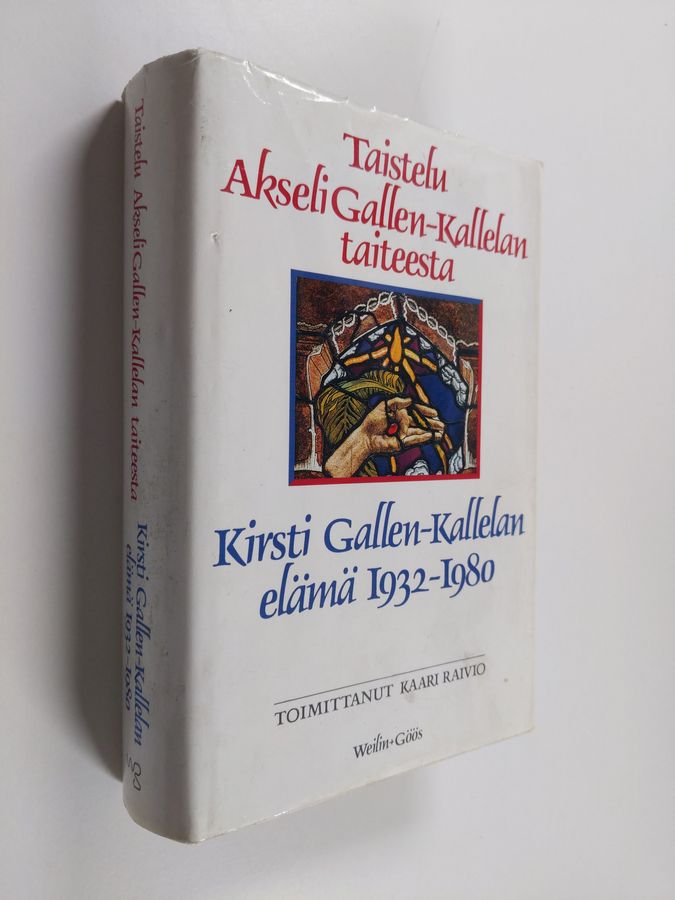 Taistelu
Akseli Gallen-Kallelan
taiteesta
Kirsti Gallen-Kallelan
elämä 1932-1980
TOIMITTANUT KAARI RAIVIO
Weilin+Göös
Taistelu Akseli Gallen-Kallelan taiteesta
Kirsti Gallen-Kallelan
elämä 1932-1980